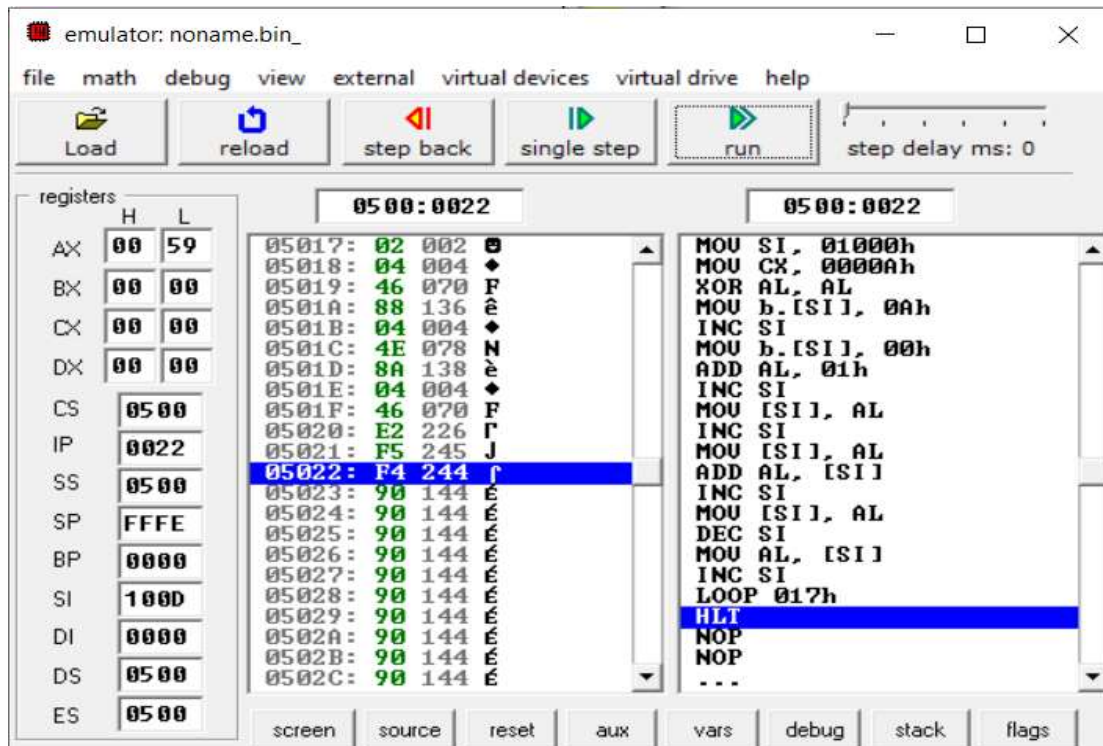 emulator: noname.bin_
file math debug view external virtual devices virtual drive help
Load reload step back single step run step delay ms: 0
registers
H L
0500:0022 0500:0022
AX 00 59
BX 00 00
CX 00 00
DX 00 00
CS 0500
IP 0022
SS 0500
SP FFFE
BP 0000
SI 100D
DI 0000
DS 0500
ES 0500
05017: 02 002 ☻
05018: 04 004 ♦
05019: 46 070 F
0501A: 88 136 ê
0501B: 04 004 ♦
0501C: 4E 078 N
0501D: 8A 138 è
0501E: 04 004 ♦
0501F: 46 070 F
05020: E2 226 Γ
05021: F5 245 ⌡
05022: F4 244 ⌠
05023: 90 144 É
05024: 90 144 É
05025: 90 144 É
05026: 90 144 É
05027: 90 144 É
05028: 90 144 É
05029: 90 144 É
0502A: 90 144 É
0502B: 90 144 É
0502C: 90 144 É
MOV SI, 01000h
MOV CX, 0000Ah
XOR AL, AL
MOV b.[SI], 0Ah
INC SI
MOV b.[SI], 00h
ADD AL, 01h
INC SI
MOV [SI], AL
INC SI
MOV [SI], AL
ADD AL, [SI]
INC SI
MOV [SI], AL
DEC SI
MOV AL, [SI]
INC SI
LOOP 017h
HLT
NOP
NOP
...
screen source reset aux vars debug stack flags